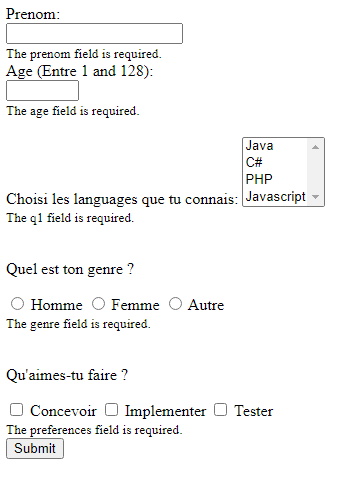 Prenom:
The prenom field is required.
Age (Entre 1 and 128):
The age field is required.
Java
C#
PHP
Choisi les languages que tu connais: Javascript
The q1 field is required.
Quel est ton genre ?
Homme Femme Autre
The genre field is required.
Qu'aimes-tu faire ?
Concevoir Implementer Tester
The preferences field is required.
Submit